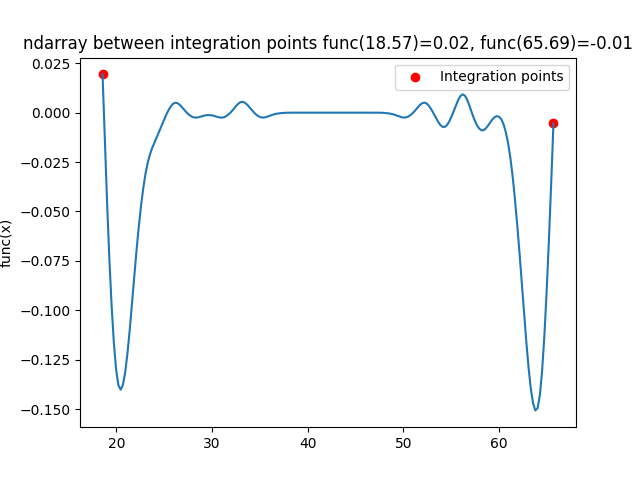 ndarray between integration points func(18.57)=0.02, func(65.69)=-0.01
Integration points
func(x)
0.025
0.000
−0.025
−0.050
−0.075
−0.100
−0.125
−0.150
20 30 40 50 60